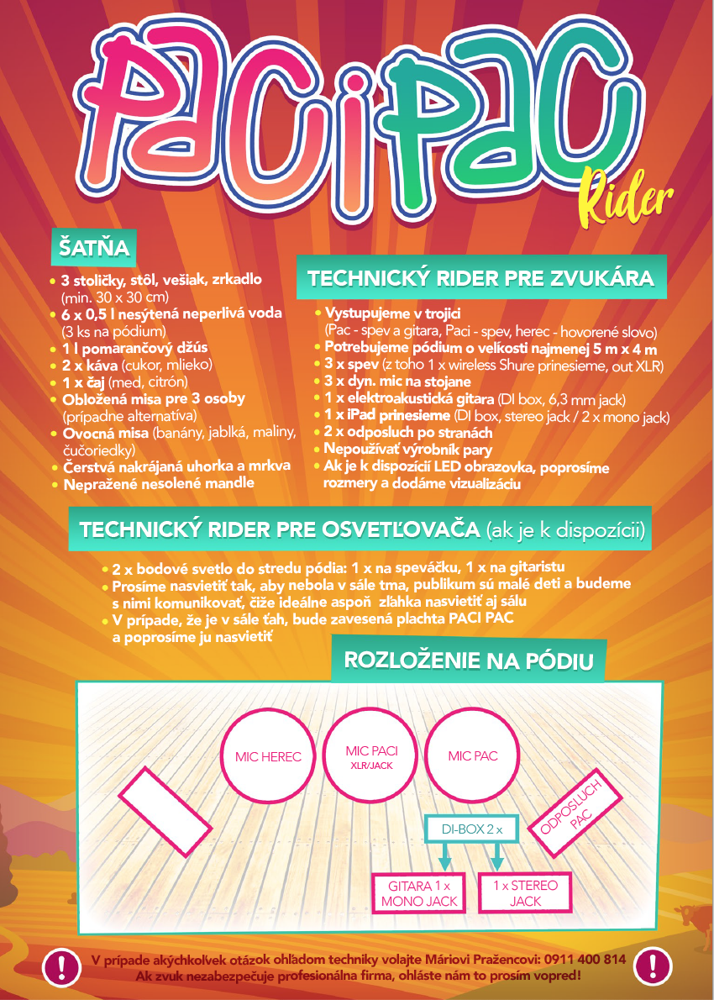 PACI PAC
Rider
ŠATŇA
• 3 stoličky, stôl, vešiak, zrkadlo
(min. 30 x 30 cm)
• 6 x 0,5 l nesýtená neperlivá voda
(3 ks na pódium)
• 1 l pomarančový džús
• 2 x káva (cukor, mlieko)
• 1 x čaj (med, citrón)
• Obložená misa pre 3 osoby
(prípadne alternatíva)
• Ovocná misa (banány, jablká, maliny,
čučoriedky)
• Čerstvá nakrájaná uhorka a mrkva
• Nepražené nesolené mandle
TECHNICKÝ RIDER PRE ZVUKÁRA
• Vystupujeme v trojici
(Pac - spev a gitara, Paci - spev, herec - hovorené slovo)
• Potrebujeme pódium o veľkosti najmenej 5 m x 4 m
• 3 x spev (z toho 1 x wireless Shure prinesieme, out XLR)
• 3 x dyn. mic na stojane
• 1 x elektroakustická gitara (DI box, 6,3 mm jack)
• 1 x iPad prinesieme (DI box, stereo jack / 2 x mono jack)
• 2 x odposluch po stranách
• Nepoužívať výrobník pary
• Ak je k dispozícií LED obrazovka, poprosíme
rozmery a dodáme vizualizáciu
TECHNICKÝ RIDER PRE OSVETĽOVAČA (ak je k dispozícii)
• 2 x bodové svetlo do stredu pódia: 1 x na speváčku, 1 x na gitaristu
• Prosíme nasvietiť tak, aby nebola v sále tma, publikum sú malé deti a budeme
s nimi komunikovať, čiže ideálne aspoň zľahka nasvietiť aj sálu
• V prípade, že je v sále ťah, bude zavesená plachta PACI PAC
a poprosíme ju nasvietiť
ROZLOŽENIE NA PÓDIU
MIC HEREC
MIC PACI
XLR/JACK
MIC PAC
ODPOSLUCH
PAC
DI-BOX 2 x
GITARA 1 x
MONO JACK
1 x STEREO
JACK
V prípade akýchkoľvek otázok ohľadom techniky volajte Máriovi Pražencovi: 0911 400 814
Ak zvuk nezabezpečuje profesionálna firma, ohláste nám to prosím vopred!